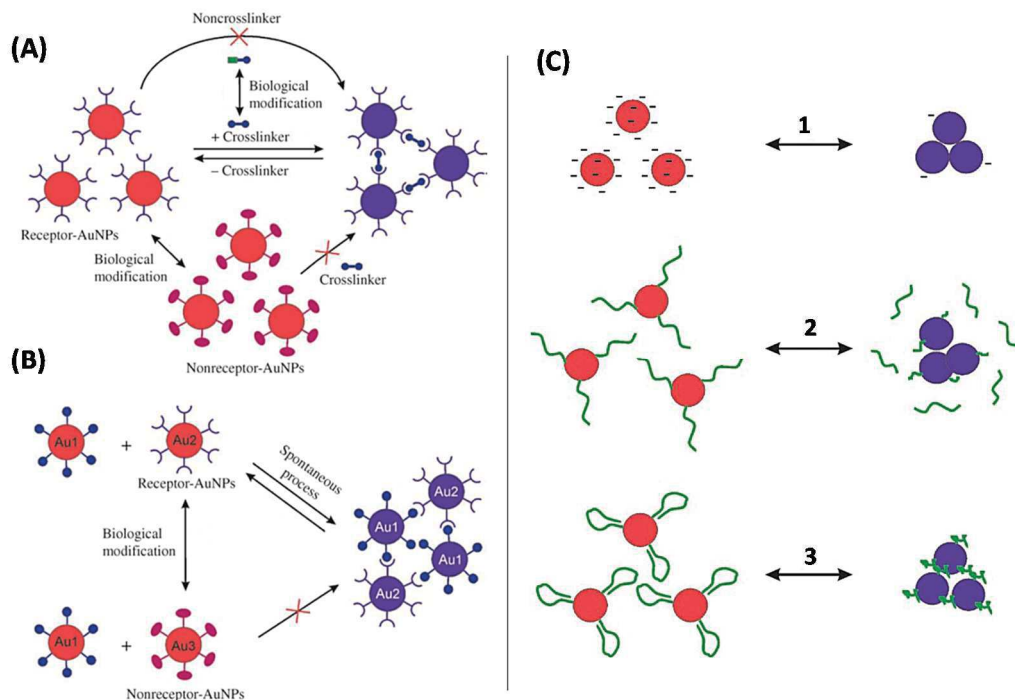 (A)
Noncrosslinker
Biological
modification
+ Crosslinker
− Crosslinker
Receptor-AuNPs
Biological
modification
Crosslinker
Nonreceptor-AuNPs
(B)
Au1
+
Au2
Receptor-AuNPs
Spontaneous
process
Biological
modification
Au1
+
Au3
Nonreceptor-AuNPs
Au2
Au1
Au1
Au2
(C)
1
2
3